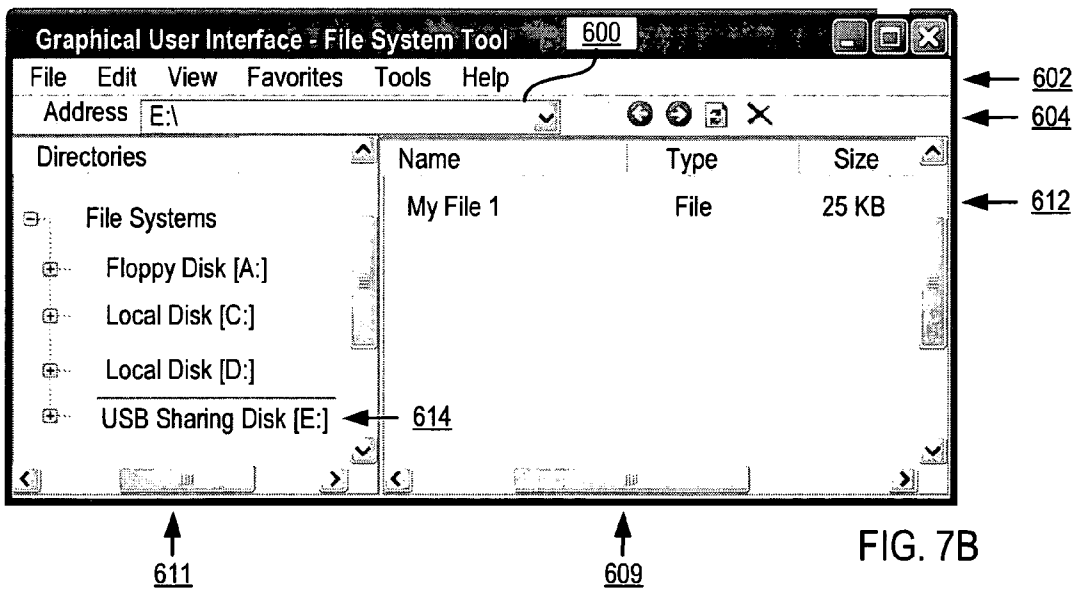 Graphical User Interface - File System Tool
600
File Edit View Favorites Tools Help
602
Address E:\
604
Directories
Name Type Size
My File 1 File 25 KB
612
File Systems
Floppy Disk [A:]
Local Disk [C:]
Local Disk [D:]
USB Sharing Disk [E:]
614
611
609
FIG. 7B